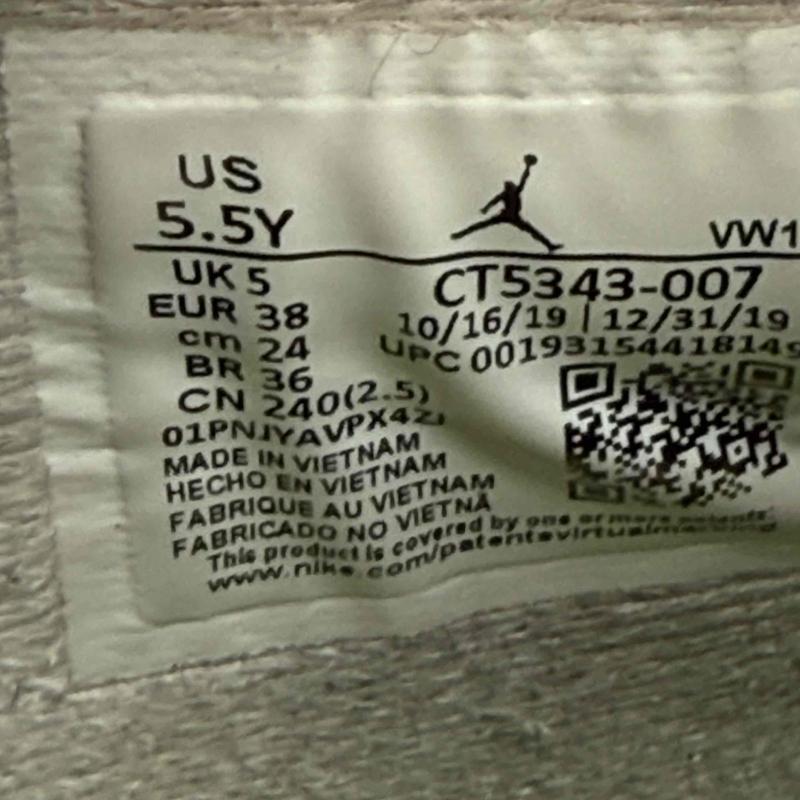 US
5.5Y
VW1
UK 5
EUR 38
cm 24
BR 36
CN 240(2.5)
CT5343-007
10/16/19 | 12/31/19
UPC 00193154418149
MADE IN VIETNAM
HECHO EN VIETNAM
FABRIQUE AU VIETNAM
FABRICADO NO VIETNÃ
This product is covered by one or more patents
www.nike.com/patentsvirtualmarking